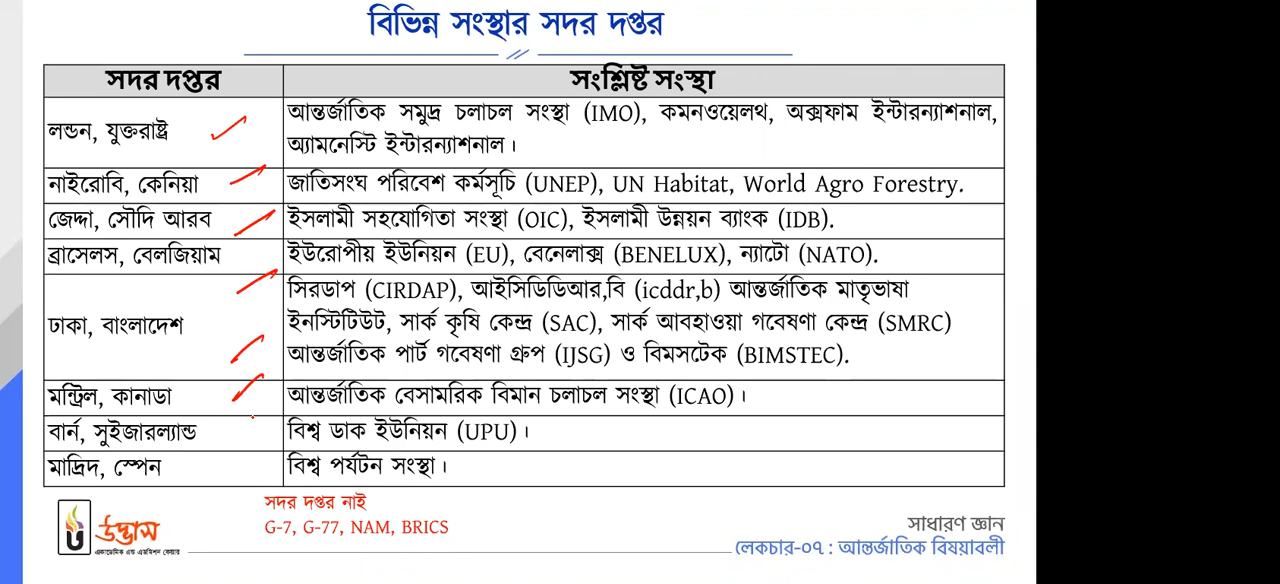 বিভিন্ন সংস্থার সদর দপ্তর
সদর দপ্তর সংশ্লিষ্ট সংস্থা
লন্ডন, যুক্তরাষ্ট্র আন্তর্জাতিক সমুদ্র চলাচল সংস্থা (IMO), কমনওয়েলথ, অক্সফাম ইন্টারন্যাশনাল,
অ্যামনেস্টি ইন্টারন্যাশনাল।
নাইরোবি, কেনিয়া জাতিসংঘ পরিবেশ কর্মসূচি (UNEP), UN Habitat, World Agro Forestry.
জেদ্দা, সৌদি আরব ইসলামী সহযোগিতা সংস্থা (OIC), ইসলামী উন্নয়ন ব্যাংক (IDB).
ব্রাসেলস, বেলজিয়াম ইউরোপীয় ইউনিয়ন (EU), বেনেলাক্স (BENELUX), ন্যাটো (NATO).
ঢাকা, বাংলাদেশ সিরডাপ (CIRDAP), আইসিডিডিআর,বি (icddr,b) আন্তর্জাতিক মাতৃভাষা
ইনস্টিটিউট, সার্ক কৃষি কেন্দ্র (SAC), সার্ক আবহাওয়া গবেষণা কেন্দ্র (SMRC)
আন্তর্জাতিক পার্ট গবেষণা গ্রুপ (IJSG) ও বিমসটেক (BIMSTEC).
মন্ট্রিল, কানাডা আন্তর্জাতিক বেসামরিক বিমান চলাচল সংস্থা (ICAO)।
বার্ন, সুইজারল্যান্ড বিশ্ব ডাক ইউনিয়ন (UPU)।
মাদ্রিদ, স্পেন বিশ্ব পর্যটন সংস্থা।
সদর দপ্তর নাই
G-7, G-77, NAM, BRICS
উদ্ভাস
একাডেমিক এন্ড এডমিশন কেয়ার
সাধারণ জ্ঞান
লেকচার-০৭ : আন্তর্জাতিক বিষয়াবলী